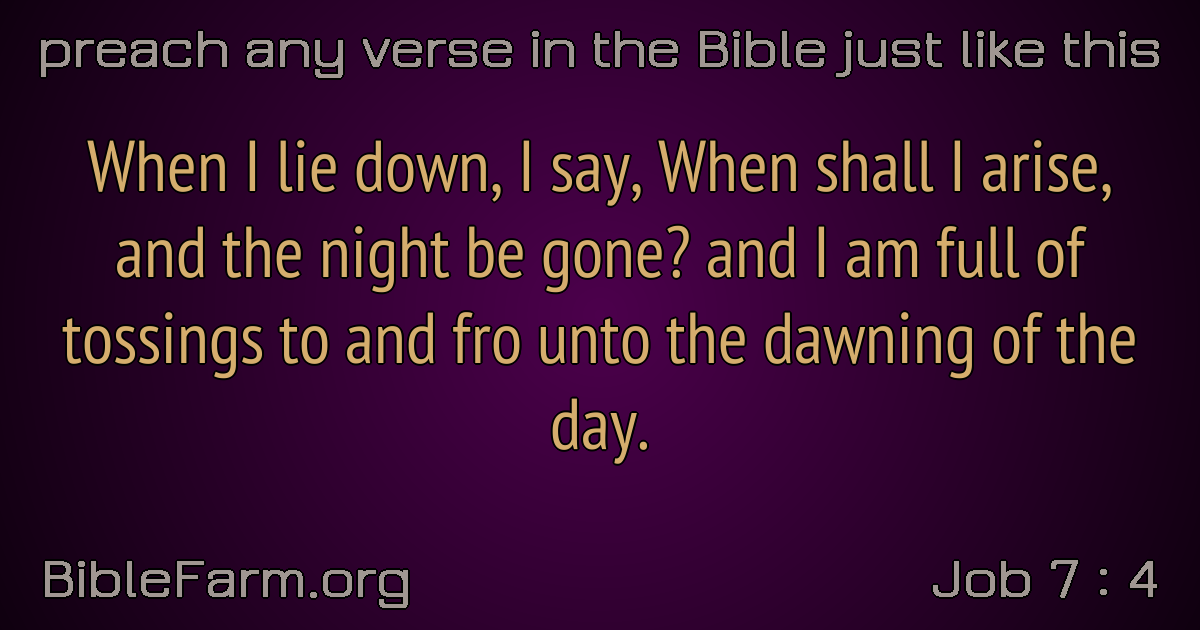 preach any verse in the Bible just like this
When I lie down, I say, When shall I arise,
and the night be gone? and I am full of
tossings to and fro unto the dawning of the
day.
BibleFarm.org
Job 7 : 4